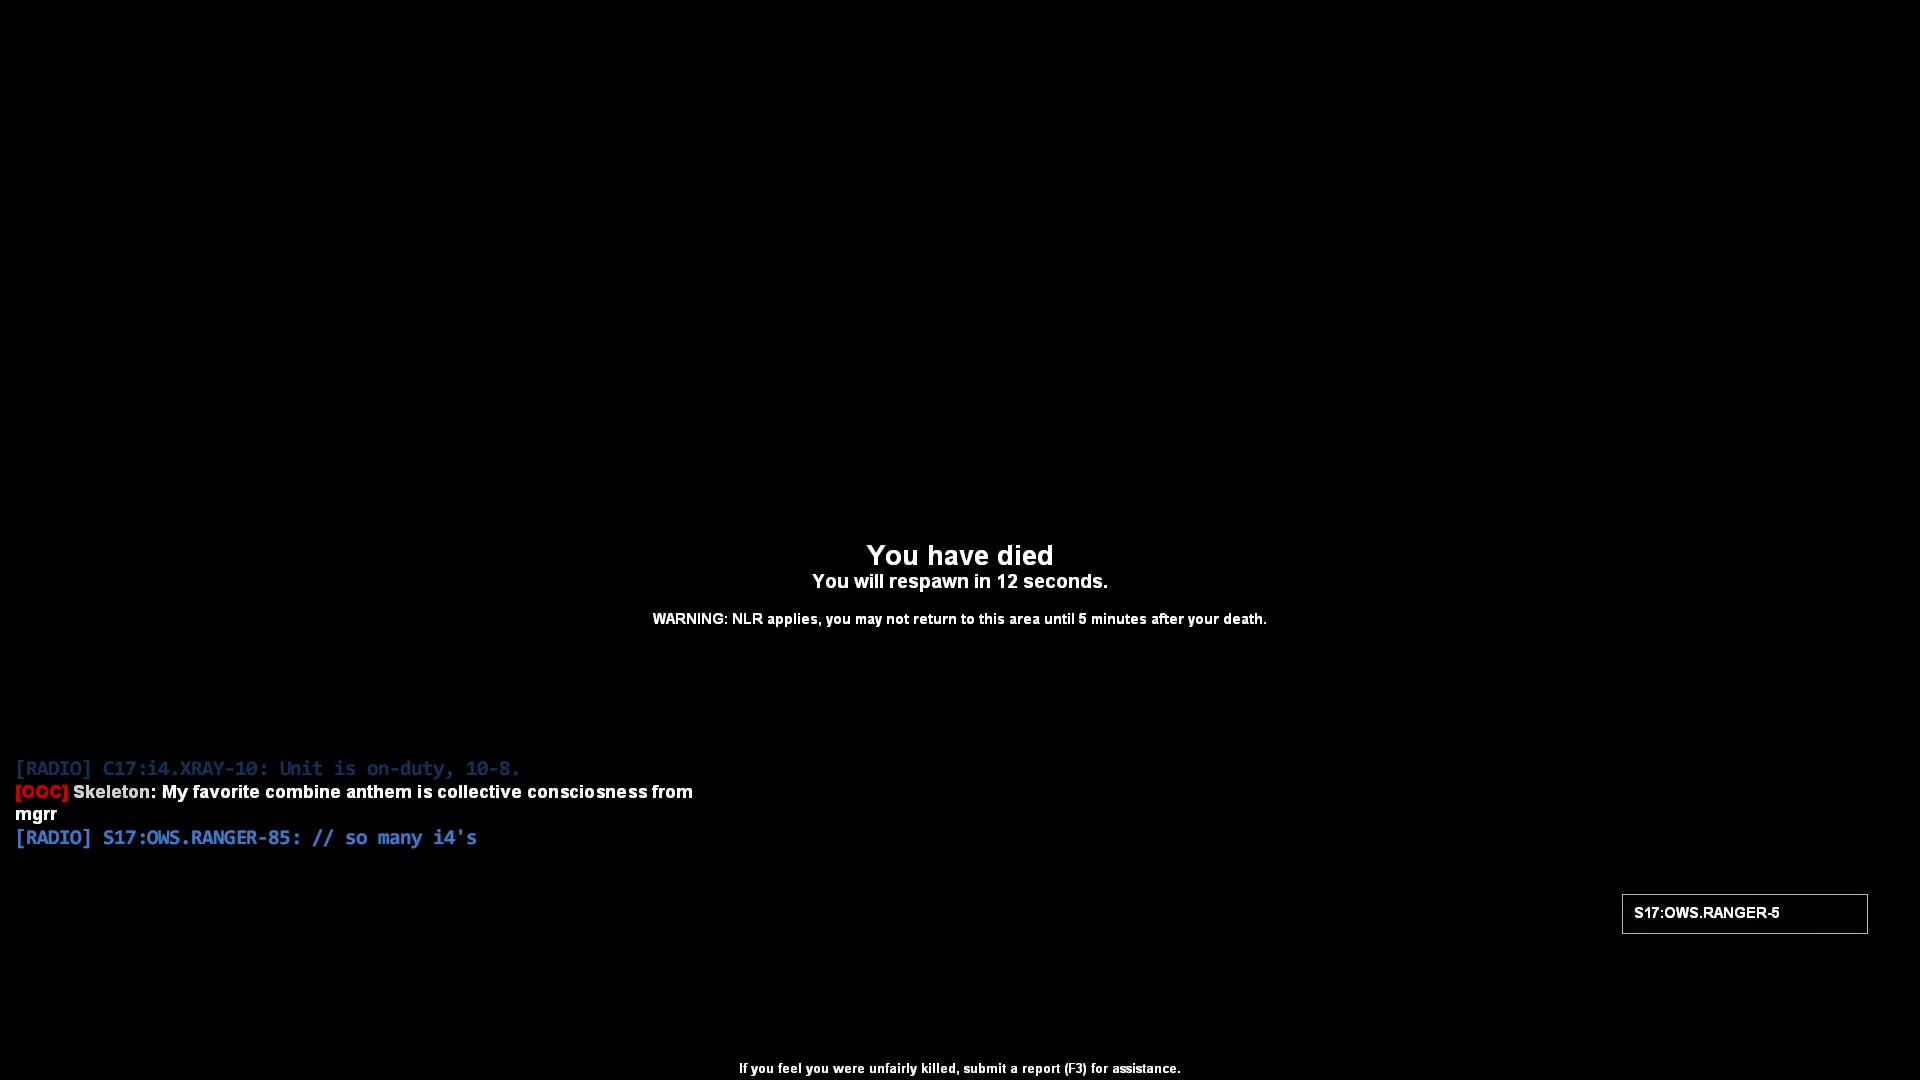 You have died
You will respawn in 12 seconds.
WARNING: NLR applies, you may not return to this area until 5 minutes after your death.
[RADIO] C17:i4.XRAY-10: Unit is on-duty, 10-8.
[OOC] Skeleton: My favorite combine anthem is collective consciosness from
mgrr
[RADIO] S17:OWS.RANGER-85: // so many i4's
S17:OWS.RANGER-5
If you feel you were unfairly killed, submit a report (F3) for assistance.